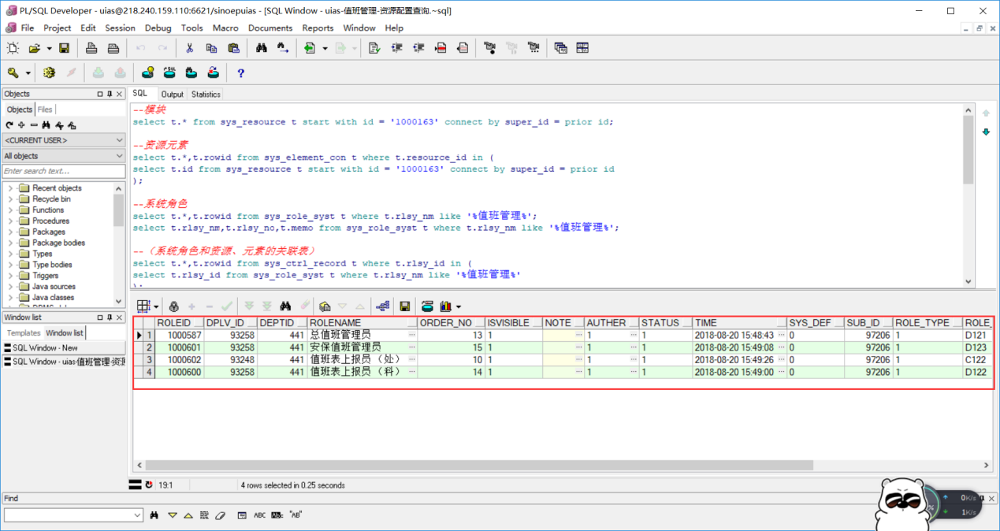 PL/SQL Developer - uias@218.240.159.110:6621/sinoepuias - [SQL Window - uias-值班管理-资源配置查询.~sql]
File Project Edit Session Debug Tools Macro Documents Reports Window Help
Objects
Objects Files
<CURRENT USER>
All objects
Enter search text...
Recent objects
Recycle bin
Functions
Procedures
Packages
Package bodies
Types
Type bodies
Triggers
Java sources
Java classes
Window list
Templates Window list
SQL Window - New
SQL Window - uias-值班管理-资源
SQL Output Statistics
--模块
select t.* from sys_resource t start with id = '1000163' connect by super_id = prior id;
--资源元素
select t.*,t.rowid from sys_element_con t where t.resource_id in (
select t.id from sys_resource t start with id = '1000163' connect by super_id = prior id
);
--系统角色
select t.*,t.rowid from sys_role_syst t where t.rlsy_nm like '%值班管理%';
select t.rlsy_nm,t.rlsy_no,t.memo from sys_role_syst t where t.rlsy_nm like '%值班管理%';
--（系统角色和资源、元素的关联表）
select t.*,t.rowid from sys_ctrl_record t where t.rlsy_id in (
select t.rlsy_id from sys_role_syst t where t.rlsy_nm like '%值班管理%'
);
ROLEID DPLV_ID DEPTID ROLENAME ORDER_NO ISVISIBLE NOTE AUTHER STATUS TIME SYS_DEF SUB_ID ROLE_TYPE ROLE_
1 1000587 93258 441 总值班管理员 ... 13 1 ... 1 ... 1 2018-08-20 15:48:43 ... 0 97206 1 D121
2 1000601 93258 441 安保值班管理员 ... 15 1 ... 1 ... 1 2018-08-20 15:49:08 ... 0 97206 1 D123
3 1000602 93248 441 值班表上报员（处） ... 10 1 ... 1 ... 1 2018-08-20 15:49:26 ... 0 97206 1 C122
4 1000600 93258 441 值班表上报员（科） ... 14 1 ... 1 ... 1 2018-08-20 15:49:00 ... 0 97206 1 D122
19:1 4 rows selected in 0.25 seconds
Find
ABC "AB"
% 0K/s
1K/s